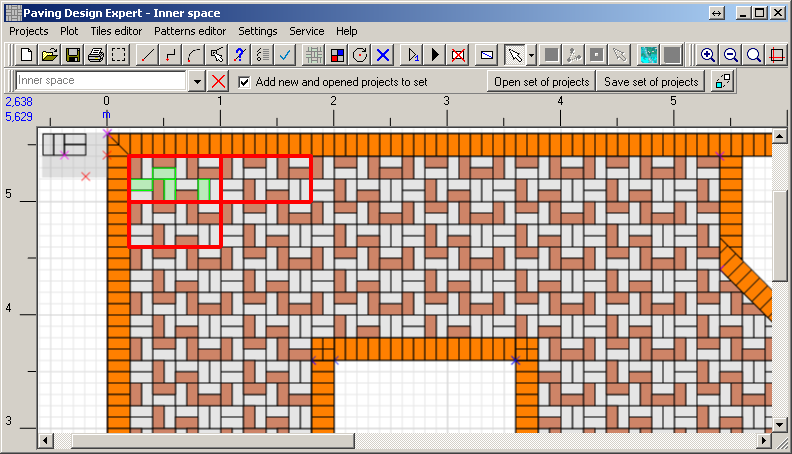 Paving Design Expert - Inner space
Projects Plot Tiles editor Patterns editor Settings Service Help
Inner space Add new and opened projects to set Open set of projects Save set of projects
2,638 0 1 2 3 4 5
5,629 m
5
4
3